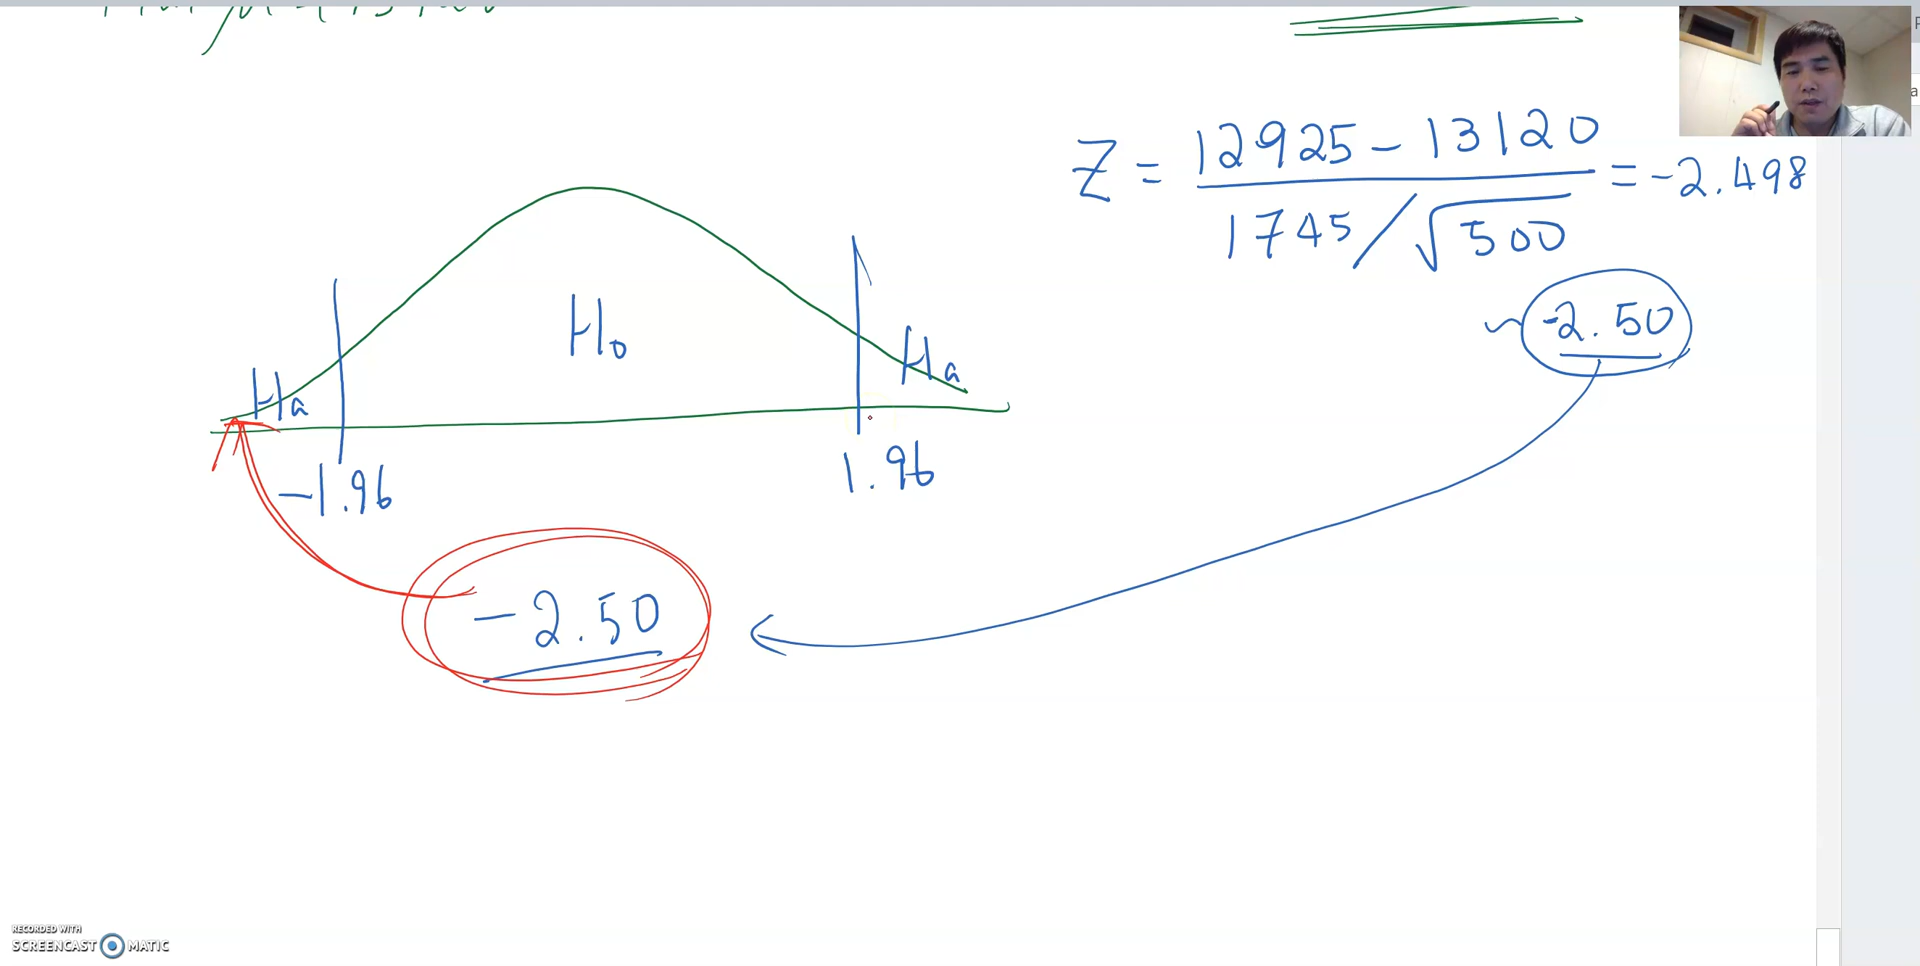 Z = 12925 - 13120 / 1745/√500 = -2.498
~ -2.50
H₀
Ha
Ha
-1.96
1.96
-2.50
RECORDED WITH
SCREENCAST MATIC